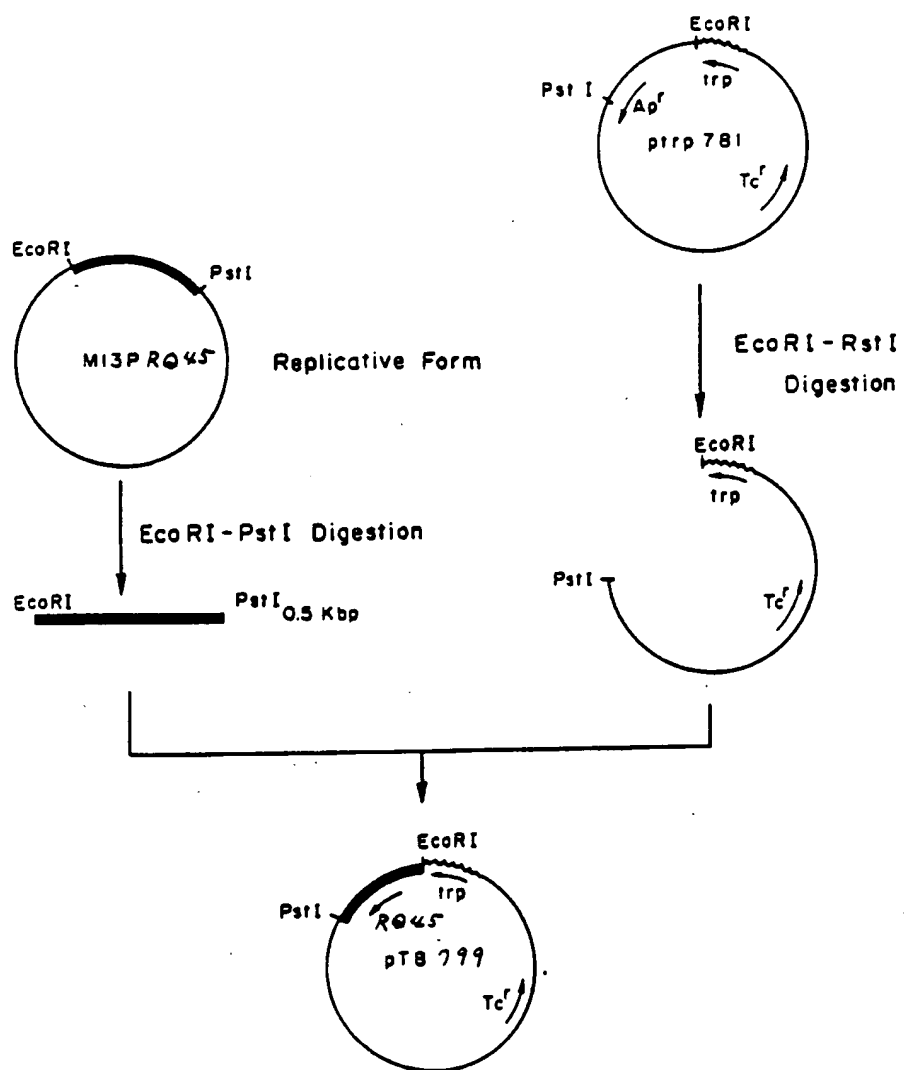 EcoRI
trp
Pst I
Apʳ
ptrp 781
Tcʳ
EcoRI
PstI
M13PRQ45
Replicative Form
EcoRI-RstI
Digestion
EcoRI
trp
PstI
Tcʳ
EcoRI-PstI Digestion
EcoRI
PstI
0.5 Kbp
EcoRI
trp
PstI
RQ45
pTB 799
Tcʳ